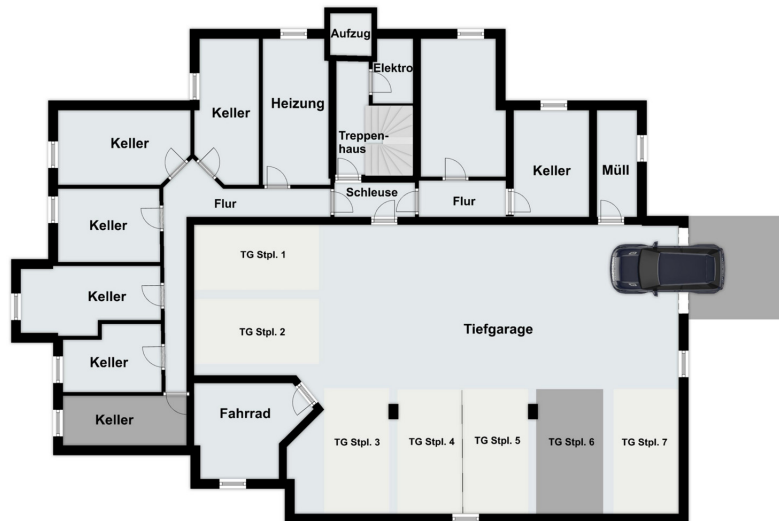 Aufzug
Elektro
Keller
Heizung
Keller
Treppen-
haus
Keller
Müll
Schleuse
Flur
Flur
Keller
TG Stpl. 1
Keller
TG Stpl. 2
Tiefgarage
Keller
Keller
Fahrrad
TG Stpl. 3
TG Stpl. 4
TG Stpl. 5
TG Stpl. 6
TG Stpl. 7